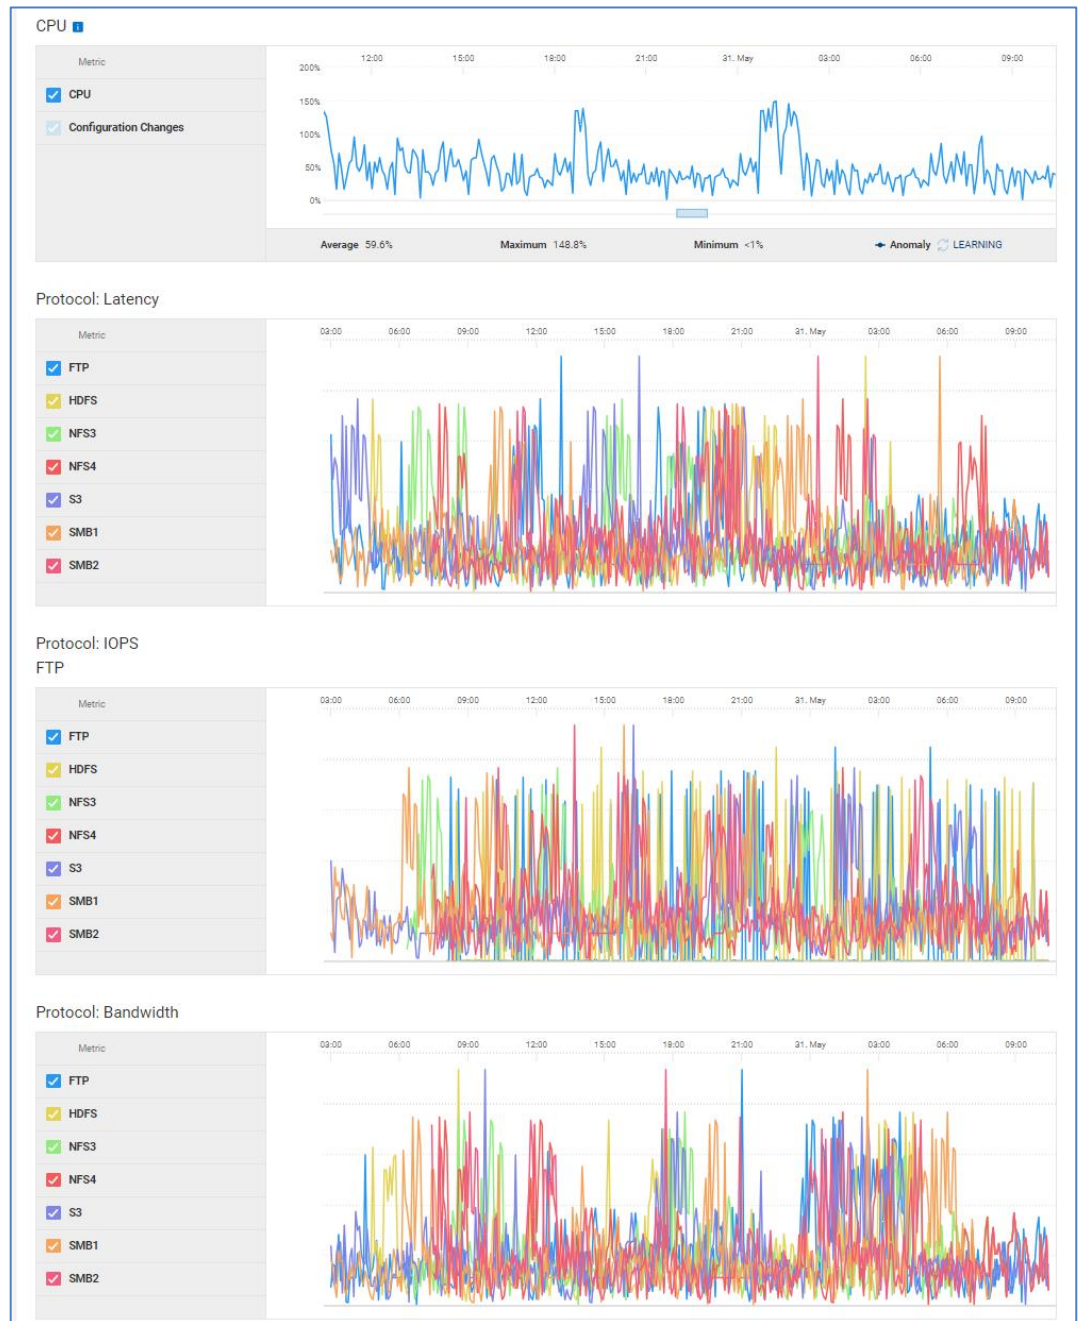 CPU i
Metric
12:00 15:00 18:00 21:00 31. May 03:00 06:00 09:00
200%
CPU
150%
Configuration Changes
100%
50%
0%
Average 59.6% Maximum 148.8% Minimum <1% Anomaly LEARNING
Protocol: Latency
Metric 03:00 06:00 09:00 12:00 15:00 18:00 21:00 31. May 03:00 06:00 09:00
FTP
HDFS
NFS3
NFS4
S3
SMB1
SMB2
Protocol: IOPS
FTP
Metric 03:00 06:00 09:00 12:00 15:00 18:00 21:00 31. May 03:00 06:00 09:00
FTP
HDFS
NFS3
NFS4
S3
SMB1
SMB2
Protocol: Bandwidth
Metric 03:00 06:00 09:00 12:00 15:00 18:00 21:00 31. May 03:00 06:00 09:00
FTP
HDFS
NFS3
NFS4
S3
SMB1
SMB2